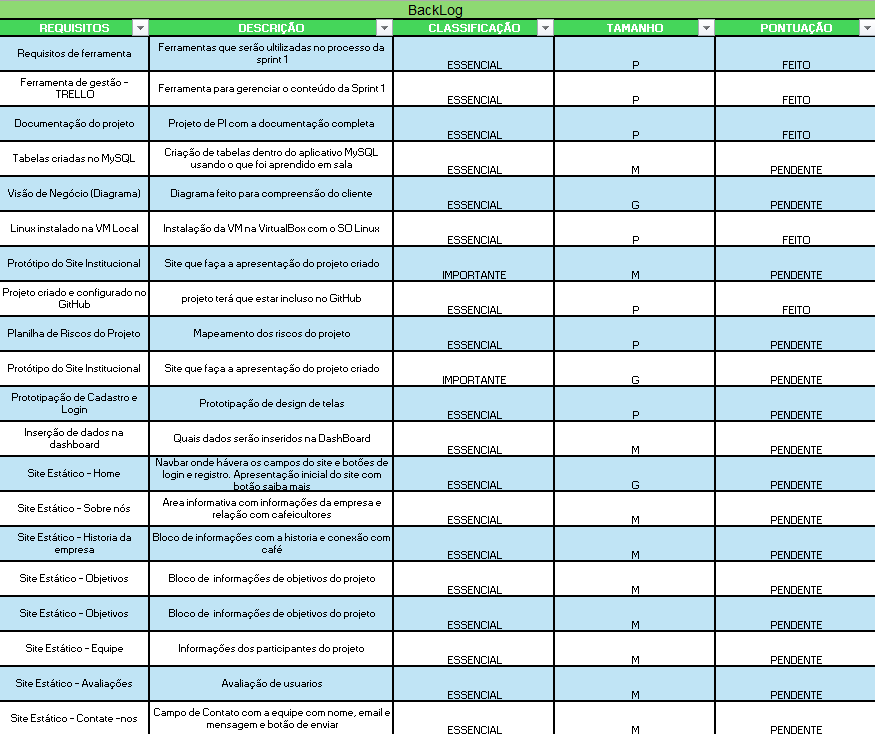 BackLog
REQUISITOS DESCRIÇÃO CLASSIFICAÇÃO TAMANHO PONTUAÇÃO
Requisitos de ferramenta
Ferramentas que serão ultilizadas no processo da
sprint 1
ESSENCIAL P FEITO
Ferramenta de gestão -
TRELLO
Ferramenta para gerenciar o conteúdo da Sprint 1
ESSENCIAL P FEITO
Documentação do projeto
Projeto de PI com a documentação completa
ESSENCIAL P FEITO
Tabelas criadas no MySQL
Criação de tabelas dentro do aplicativo MySQL
usando o que foi aprendido em sala
ESSENCIAL M PENDENTE
Visão de Negócio (Diagrama)
Diagrama feito para compreensão do cliente
ESSENCIAL G PENDENTE
Linux instalado na VM Local
Instalação da VM na VirtualBox com o SO Linux
ESSENCIAL P FEITO
Protótipo do Site Institucional
Site que faça a apresentação do projeto criado
IMPORTANTE M PENDENTE
Projeto criado e configurado no
GitHub
projeto terá que estar incluso no GitHub
ESSENCIAL P FEITO
Planilha de Riscos do Projeto
Mapeamento dos riscos do projeto
ESSENCIAL P PENDENTE
Protótipo do Site Institucional
Site que faça a apresentação do projeto criado
IMPORTANTE G PENDENTE
Prototipação de Cadastro e
Login
Prototipação de design de telas
ESSENCIAL P PENDENTE
Inserção de dados na
dashboard
Quais dados serão inseridos na DashBoard
ESSENCIAL M PENDENTE
Site Estático - Home
Navbar onde hávera os campos do site e botões de
login e registro. Apresentação inicial do site com
botão saiba mais
ESSENCIAL G PENDENTE
Site Estático - Sobre nós
Area informativa com informações da empresa e
relação com cafeicultores
ESSENCIAL M PENDENTE
Site Estático - Historia da
empresa
Bloco de informações com a historia e conexão com
café
ESSENCIAL M PENDENTE
Site Estático - Objetivos
Bloco de informações de objetivos do projeto
ESSENCIAL M PENDENTE
Site Estático - Objetivos
Bloco de informações de objetivos do projeto
ESSENCIAL M PENDENTE
Site Estático - Equipe
Informações dos participantes do projeto
ESSENCIAL M PENDENTE
Site Estático - Avaliações
Avaliação de usuarios
ESSENCIAL M PENDENTE
Site Estático - Contate -nos
Campo de Contato com a equipe com nome, email e
mensagem e botão de enviar
ESSENCIAL M PENDENTE